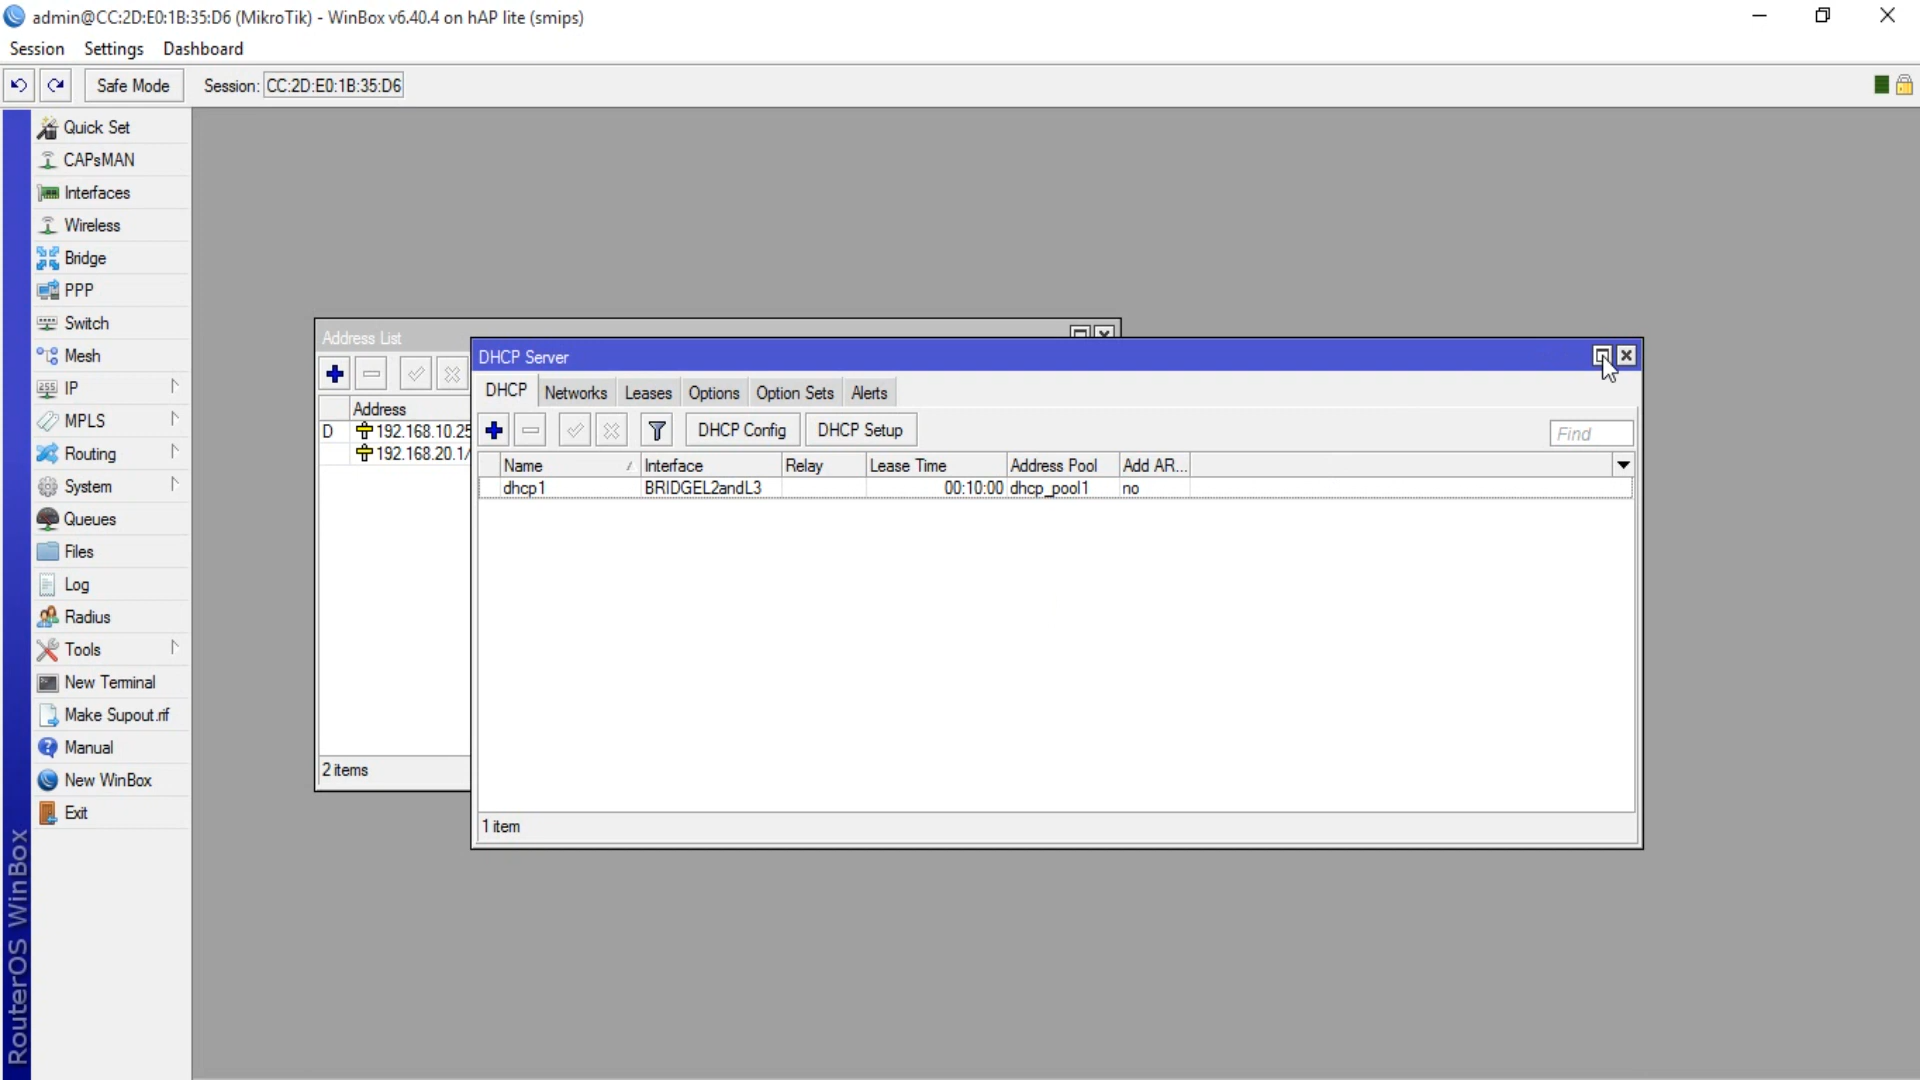 admin@CC:2D:E0:1B:35:D6 (MikroTik) - WinBox v6.40.4 on hAP lite (smips)
Session Settings Dashboard
Safe Mode Session: CC:2D:E0:1B:35:D6
Quick Set
CAPsMAN
Interfaces
Wireless
Bridge
PPP
Switch
Mesh
IP
MPLS
Routing
System
Queues
Files
Log
Radius
Tools
New Terminal
Make Supout.rif
Manual
New WinBox
Exit
RouterOS WinBox
Address List
Address
D 192.168.10.25
192.168.20.1/
2 items
DHCP Server
DHCP Networks Leases Options Option Sets Alerts
DHCP Config DHCP Setup Find
Name Interface Relay Lease Time Address Pool Add AR...
dhcp1 BRIDGEL2andL3 00:10:00 dhcp_pool1 no
1 item